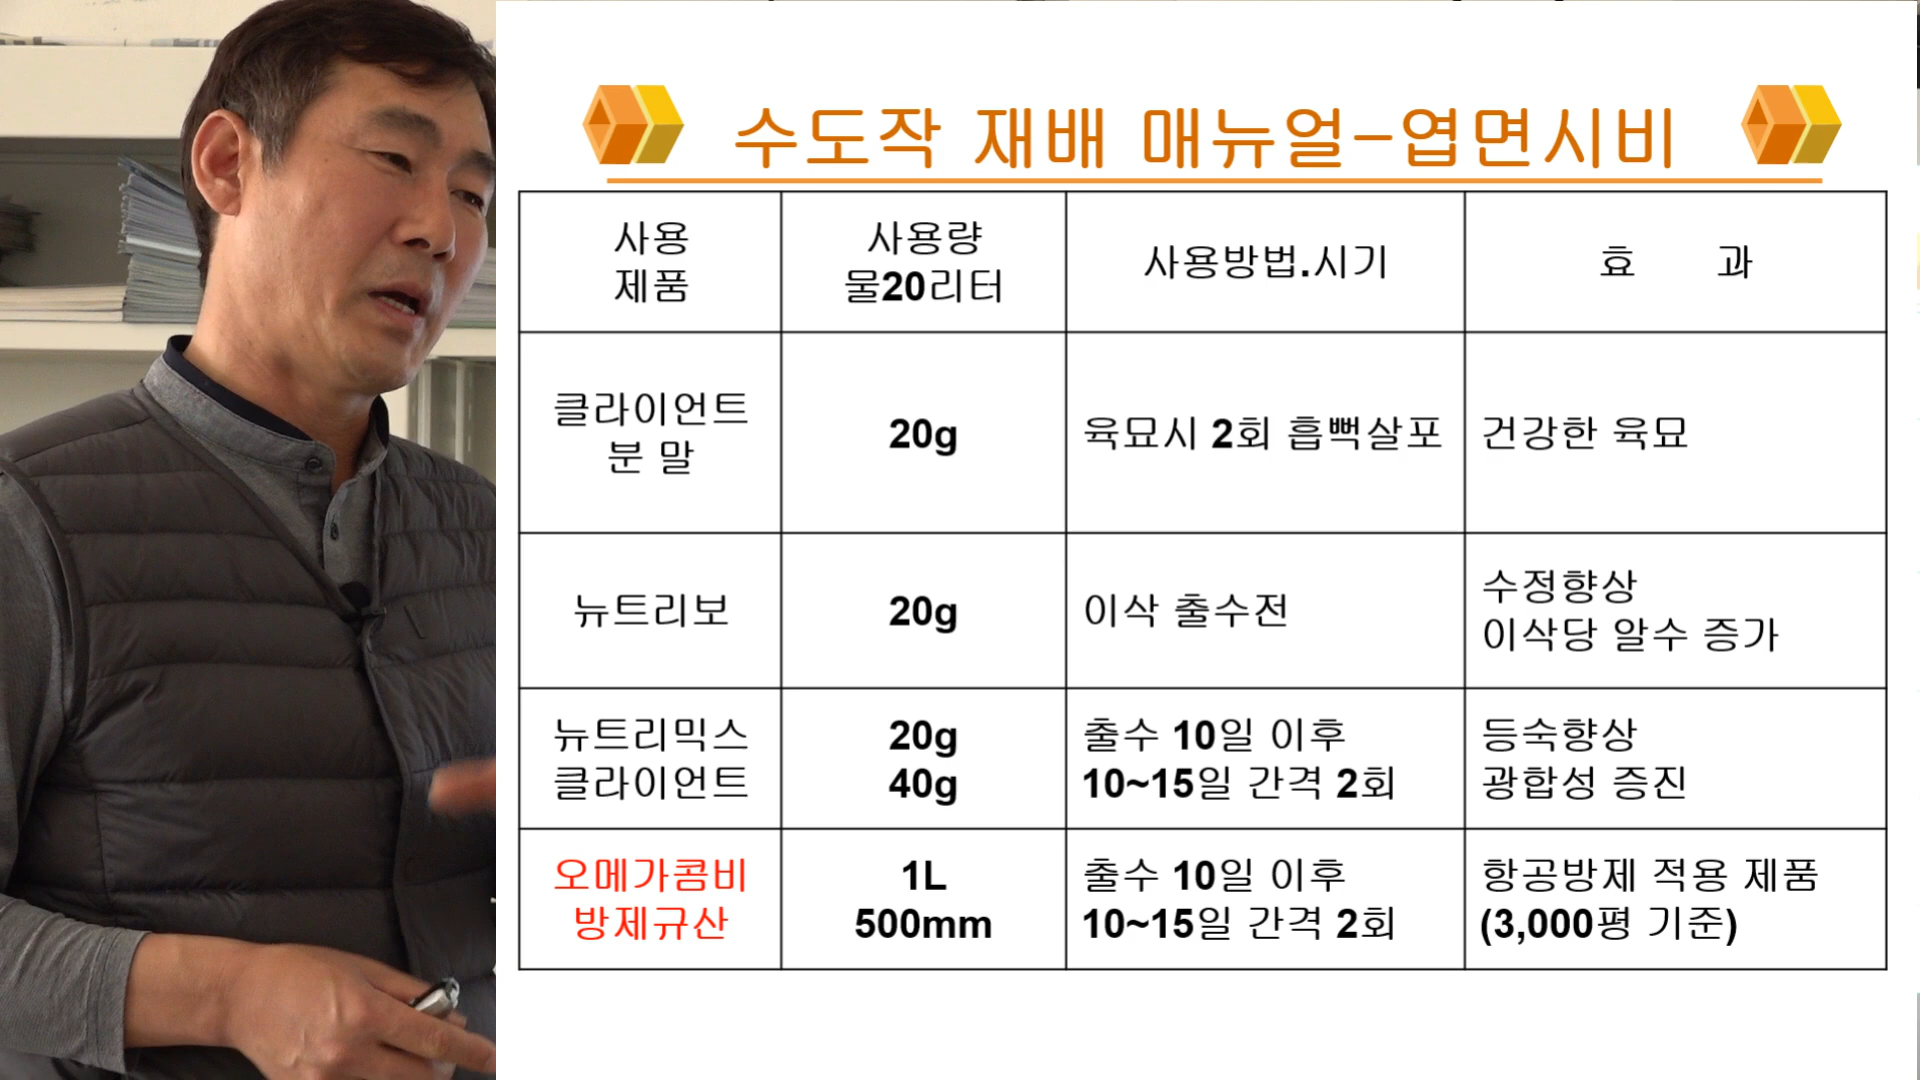 수도작 재배 매뉴얼-엽면시비
사용
제품
사용량
물20리터
사용방법.시기
효 과
클라이언트
분 말
20g
육묘시 2회 흡뻑살포
건강한 육묘
뉴트리보
20g
이삭 출수전
수정향상
이삭당 알수 증가
뉴트리믹스
클라이언트
20g
40g
출수 10일 이후
10~15일 간격 2회
등숙향상
광합성 증진
오메가콤비
방제규산
1L
500mm
출수 10일 이후
10~15일 간격 2회
항공방제 적용 제품
(3,000평 기준)